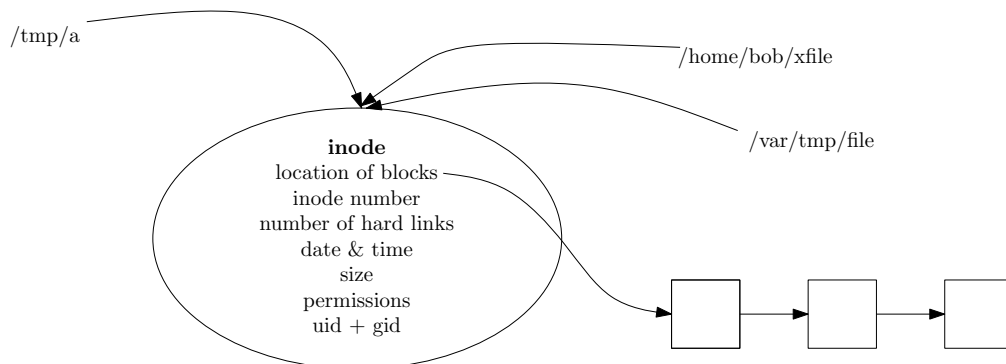 /tmp/a
/home/bob/xfile
/var/tmp/file
inode
location of blocks
inode number
number of hard links
date & time
size
permissions
uid + gid